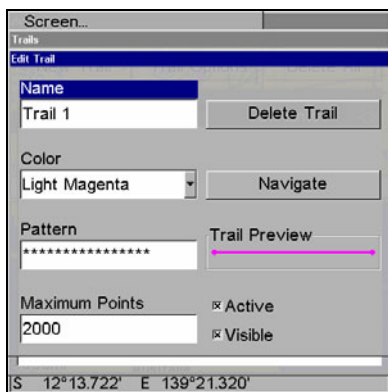 Screen...
Trails
Edit Trail
Name
Trail 1
Delete Trail
Color
Light Magenta
Navigate
Pattern
****************
Trail Preview
Maximum Points
2000
Active
Visible
S 12°13.722' E 139°21.320'